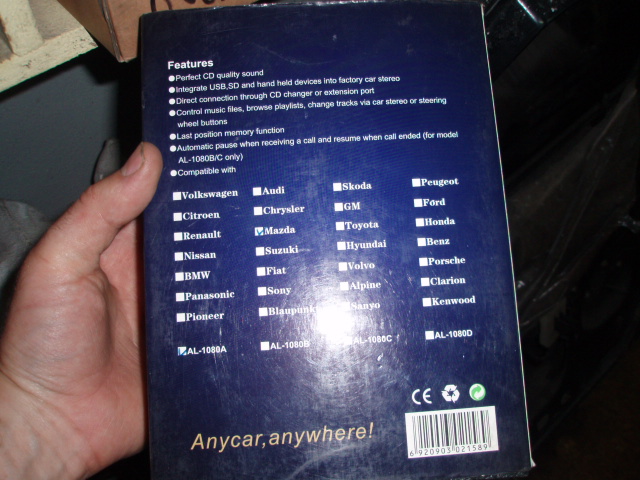 Features
Perfect CD quality sound
Integrate USB,SD and hand held devices into factory car stereo
Direct connection through CD changer or extension port
Control music files, browse playlists, change tracks via car stereo or steering
wheel buttons
Last position memory function
Automatic pause when receiving a call and resume when call ended (for model
AL-1080B/C only)
Compatible with
Volkswagen Audi Skoda Peugeot
Citroen Chrysler GM Ford
Renault Mazda Toyota Honda
Nissan Suzuki Hyundai Benz
BMW Fiat Volvo Porsche
Panasonic Sony Alpine Clarion
Pioneer Blaupunkt Sanyo Kenwood
AL-1080A AL-1080B AL-1080C AL-1080D
CE
Anycar,anywhere!
6 920903 021589